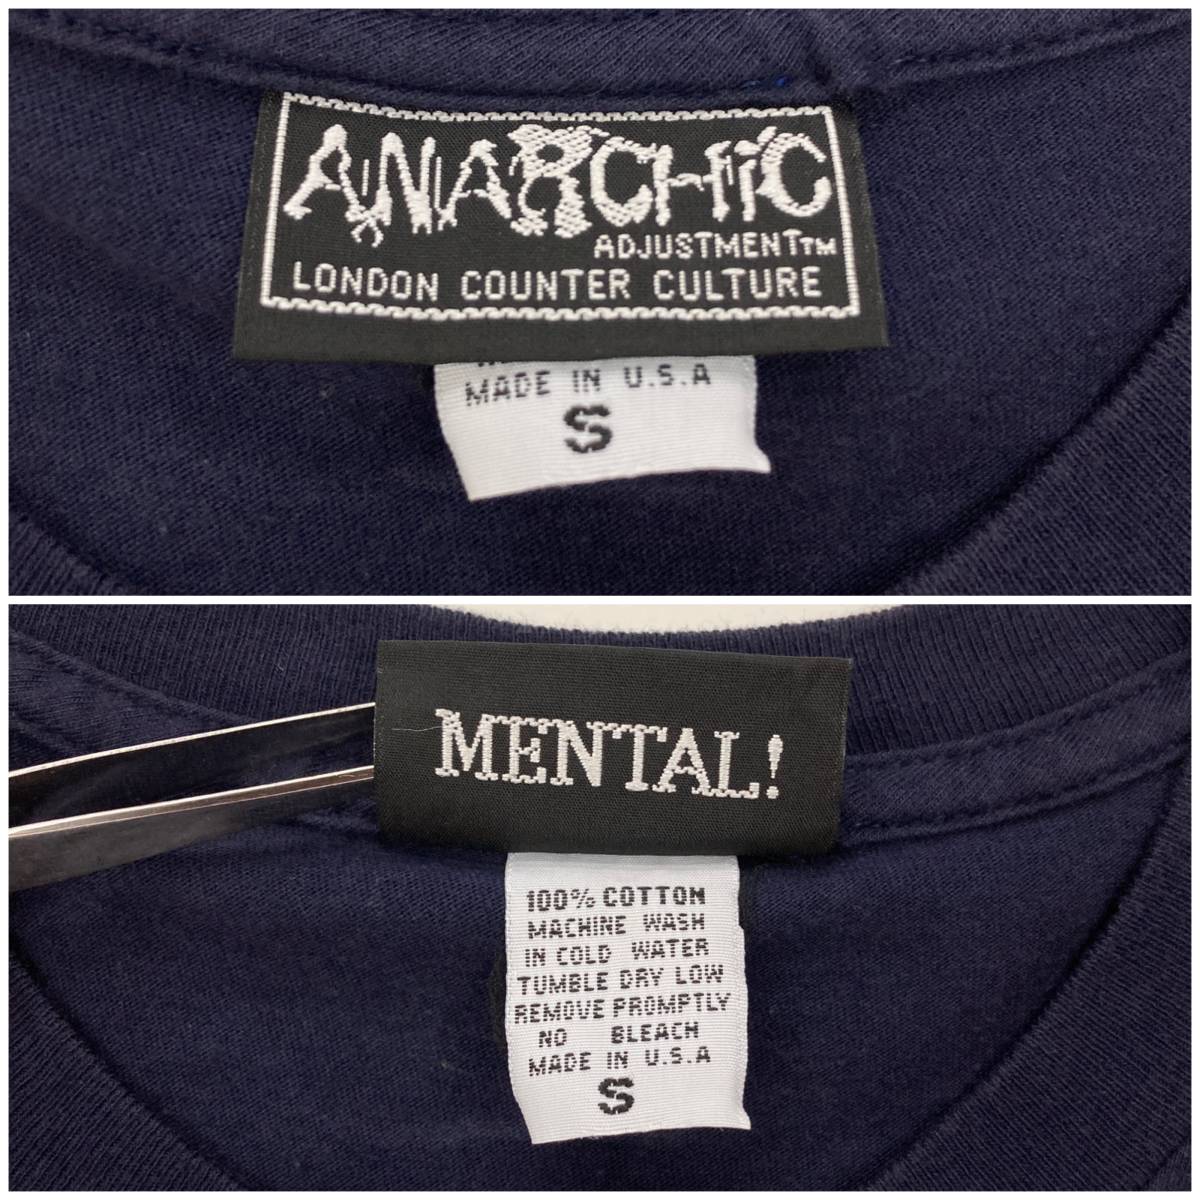 ANARCHiC
ADJUSTMENT™
LONDON COUNTER CULTURE
MADE IN U.S.A
S
MENTAL!
100% COTTON
MACHINE WASH
IN COLD WATER
TUMBLE DRY LOW
REMOVE PROMPTLY
NO BLEACH
MADE IN U.S.A
S